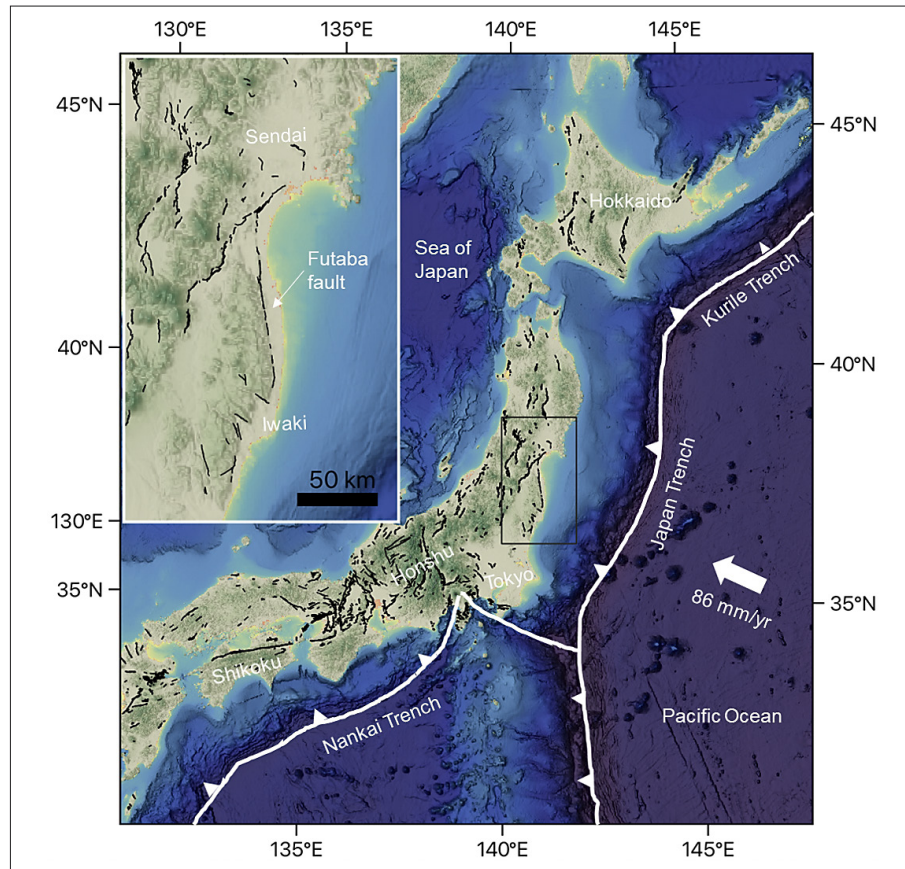 130°E 135°E 140°E 145°E
45°N
45°N
Sendai
Hokkaido
Sea of
Japan
Futaba
fault
Kurile Trench
40°N
40°N
Iwaki
50 km
Japan Trench
130°E
Honshu
Tokyo
35°N
86 mm/yr
35°N
Shikoku
Nankai Trench
Pacific Ocean
135°E 140°E 145°E